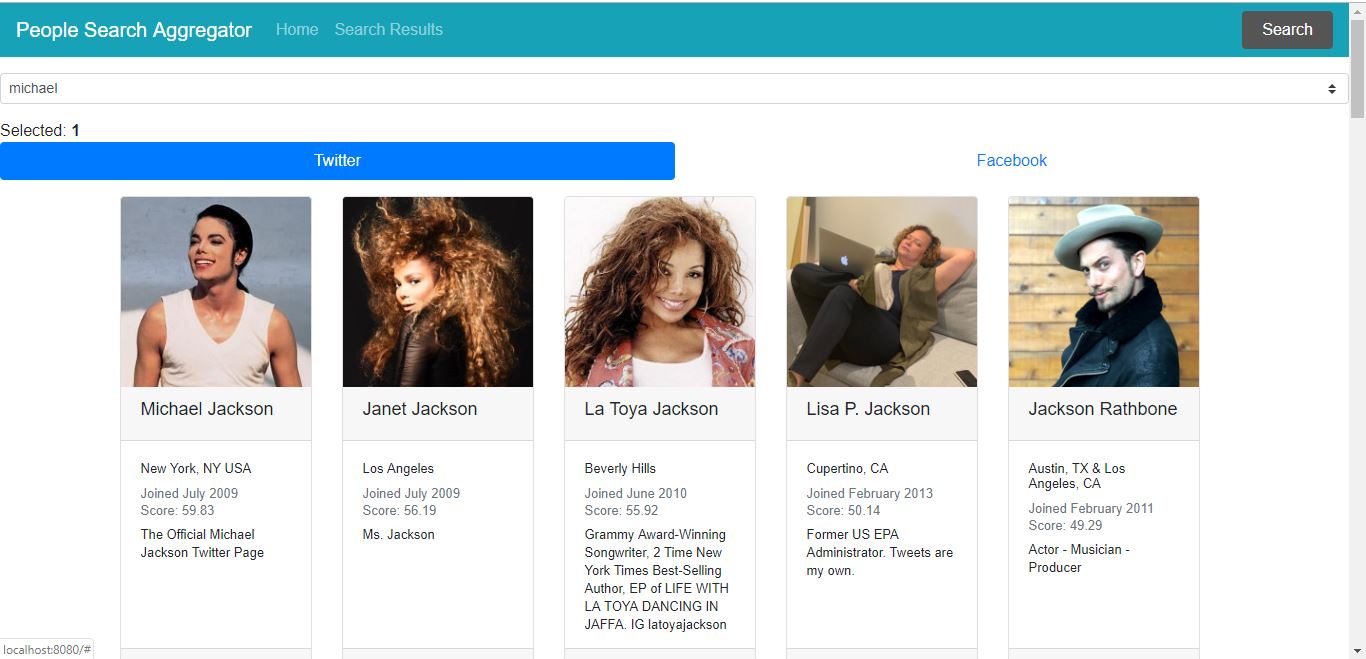 People Search Aggregator Home Search Results Search
michael
Selected: 1
Twitter Facebook
Michael Jackson
New York, NY USA
Joined July 2009
Score: 59.83
The Official Michael
Jackson Twitter Page
Janet Jackson
Los Angeles
Joined July 2009
Score: 56.19
Ms. Jackson
La Toya Jackson
Beverly Hills
Joined June 2010
Score: 55.92
Grammy Award-Winning
Songwriter, 2 Time New
York Times Best-Selling
Author, EP of LIFE WITH
LA TOYA DANCING IN
JAFFA. IG latoyajackson
Lisa P. Jackson
Cupertino, CA
Joined February 2013
Score: 50.14
Former US EPA
Administrator. Tweets are
my own.
Jackson Rathbone
Austin, TX & Los
Angeles, CA
Joined February 2011
Score: 49.29
Actor - Musician -
Producer
localhost:8080/#